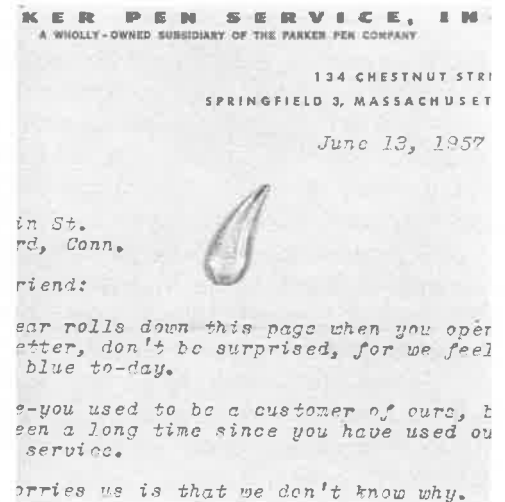 KER PEN SERVICE, IN
A WHOLLY-OWNED SUBSIDIARY OF THE PARKER PEN COMPANY
134 CHESTNUT STR
SPRINGFIELD 3, MASSACHUSET
June 13, 1957
in St.
rd, Conn.
riend:
ear rolls down this page when you open
etter, don't be surprised, for we feel
blue to-day.
e-you used to be a customer of ours, b
een a long time since you have used ou
service.
orries us is that we don't know why.